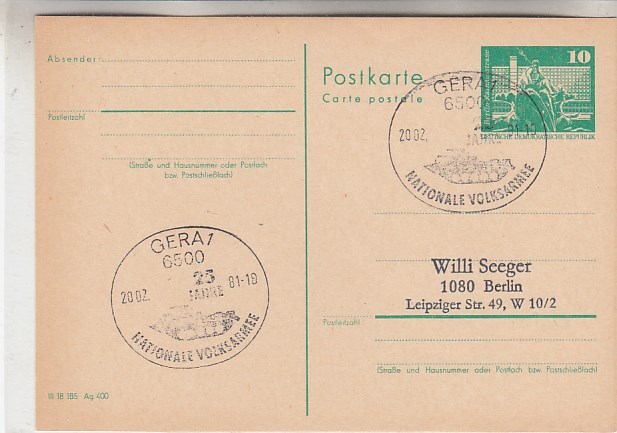 Absender:
Postleitzahl
(Straße und Hausnummer oder Postfach
bzw. Postschließfach)
GERA 1
6500
25
20.02. JAHRE 81-18
NATIONALE VOLKSARMEE
III 18 185 Ag 400
Postkarte
Carte postale
10
DEUTSCHE DEMOKRATISCHE REPUBLIK
GERA 1
6500
25
20.02. JAHRE 81-18
NATIONALE VOLKSARMEE
Willi Seeger
1080 Berlin
Leipziger Str. 49, W 10/2
Postleitzahl
(Straße und Hausnummer oder Postfach bzw. Postschließfach)